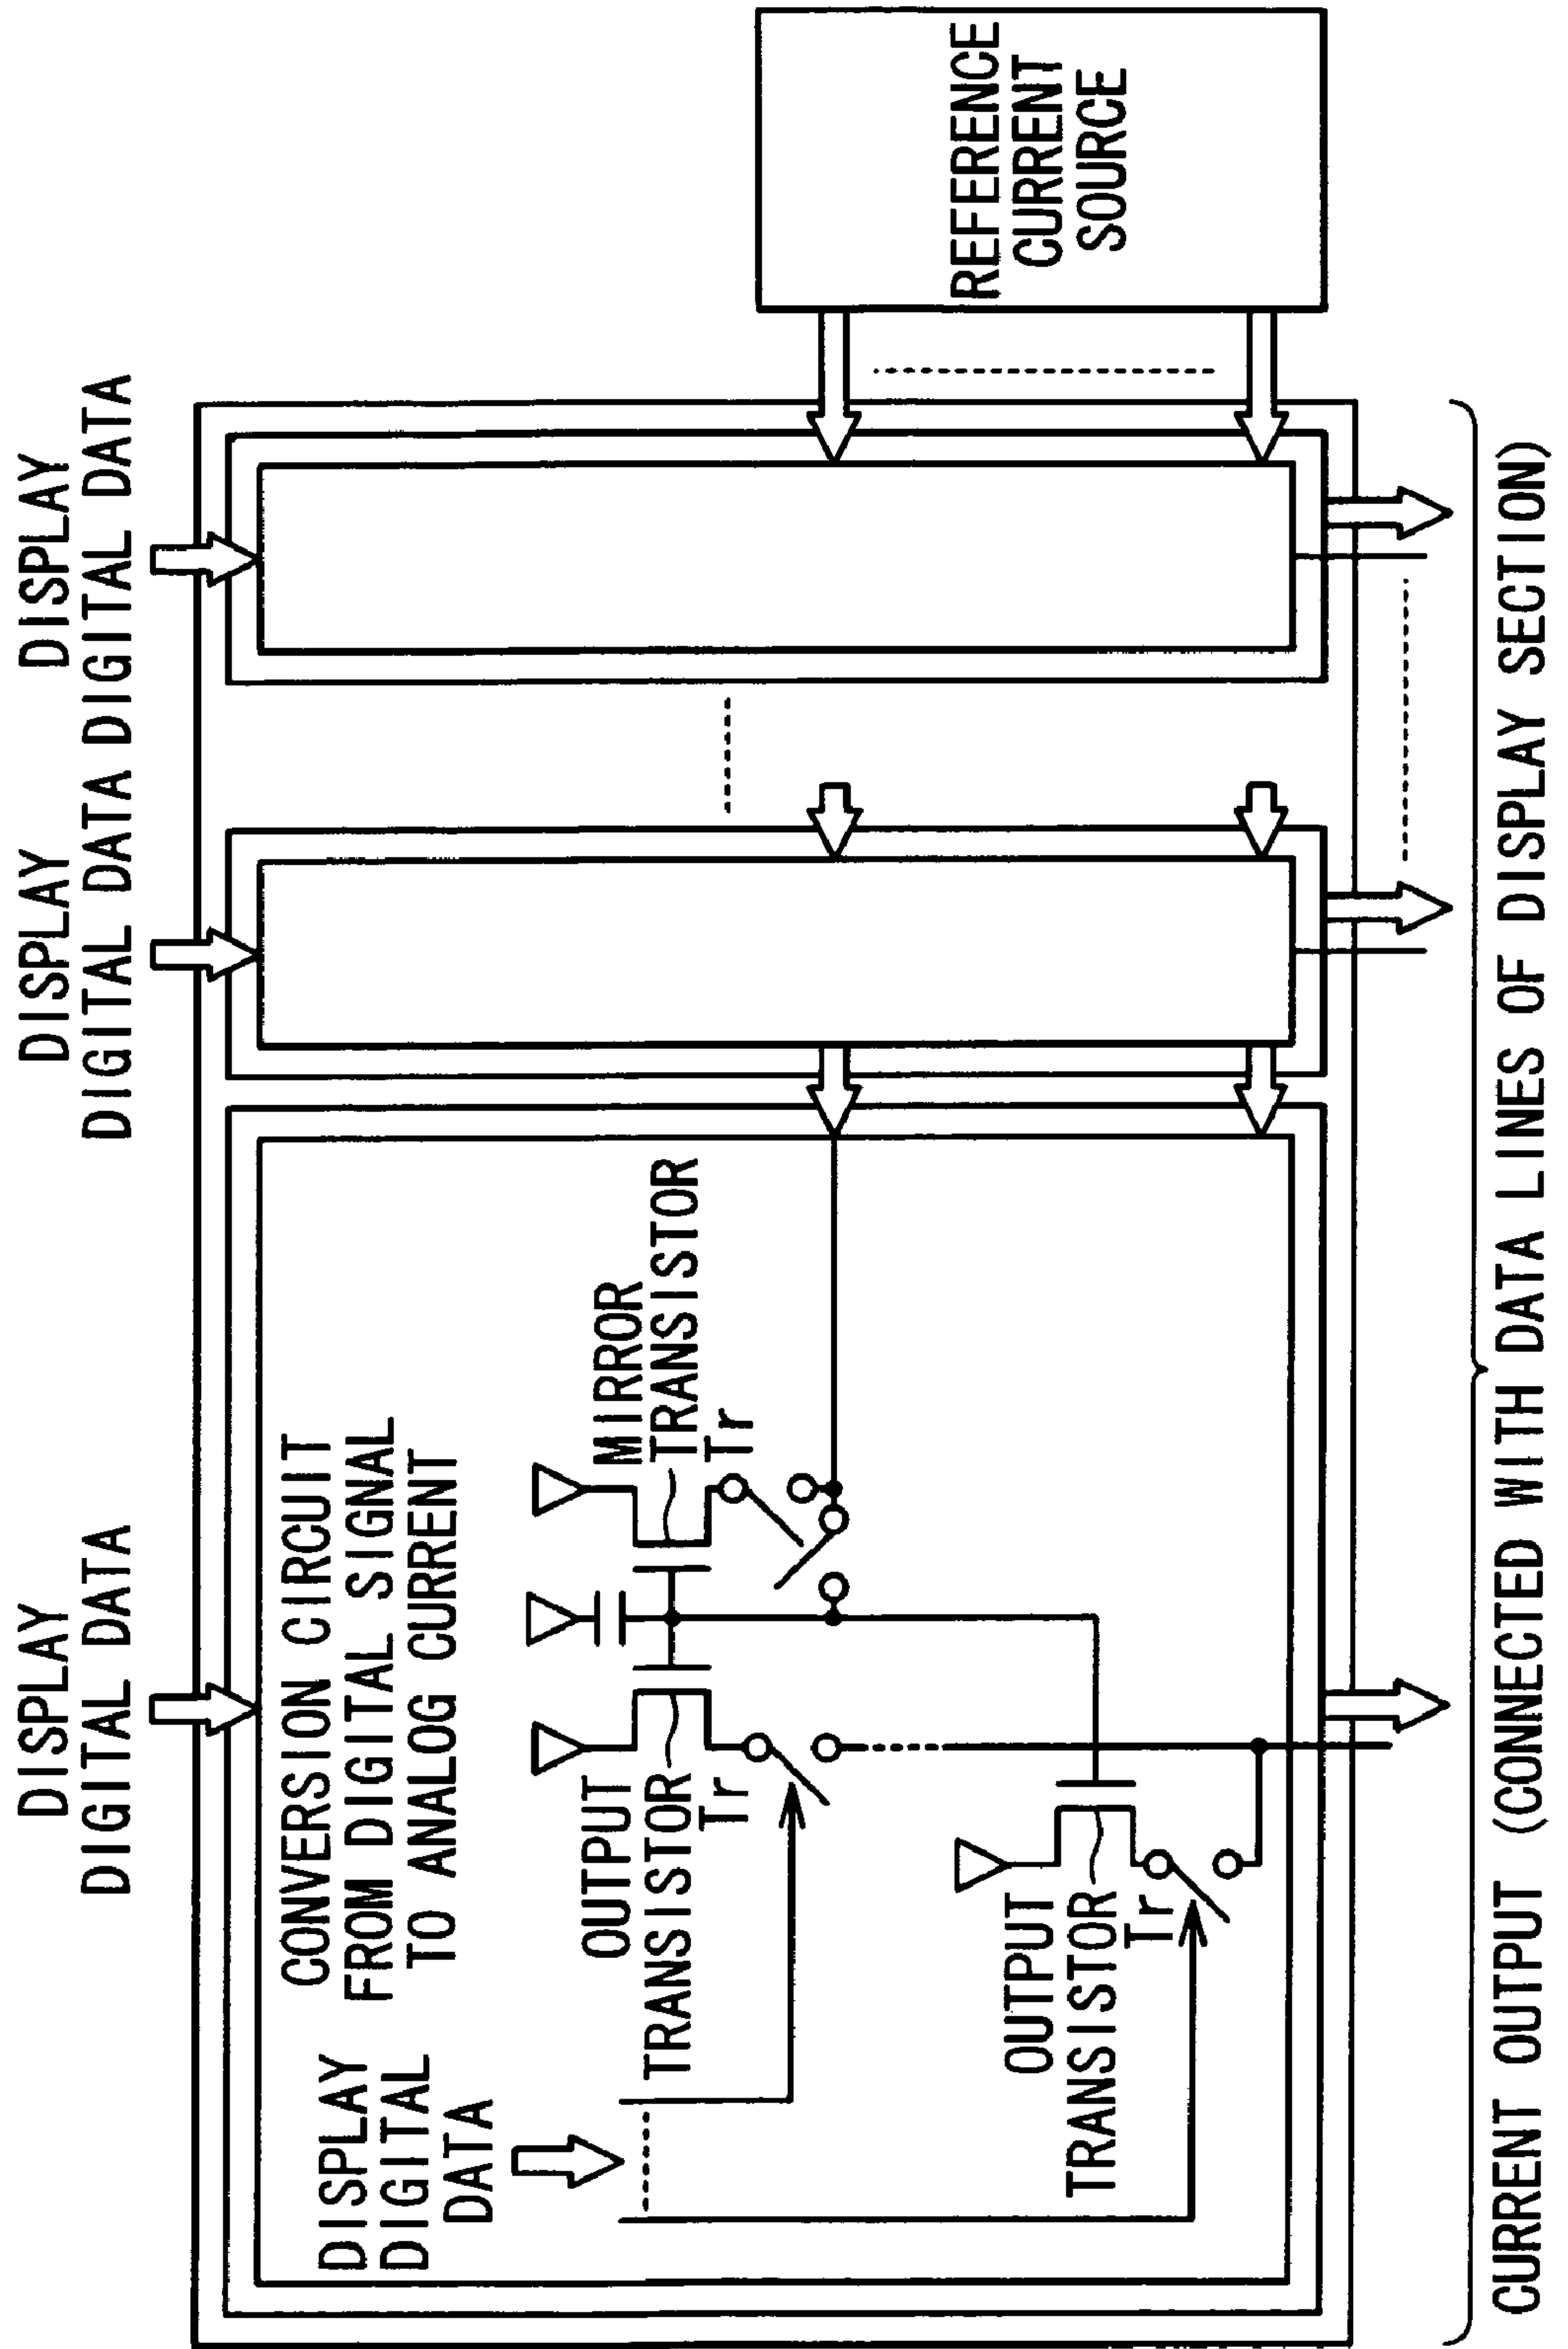 DISPLAY
DIGITAL DATA
DISPLAY
DIGITAL DATA
DISPLAY
DIGITAL DATA
CONVERSION CIRCUIT
FROM DIGITAL SIGNAL
TO ANALOG CURRENT
DISPLAY
DIGITAL
DATA
OUTPUT
TRANSISTOR
Tr
MIRROR
TRANSISTOR
Tr
OUTPUT
TRANSISTOR
Tr
REFERENCE
CURRENT
SOURCE
CURRENT OUTPUT (CONNECTED WITH DATA LINES OF DISPLAY SECTION)